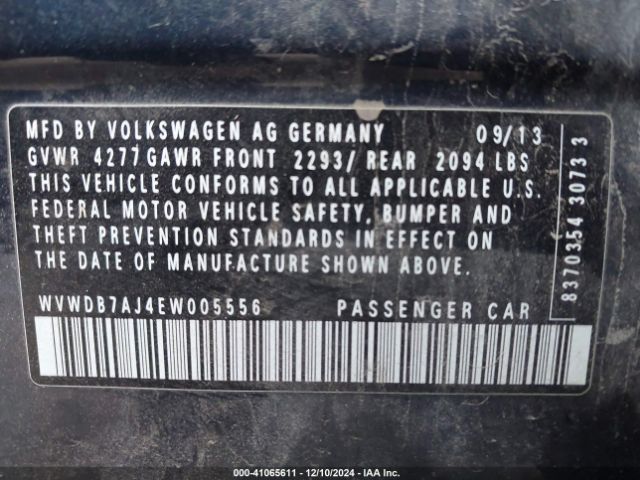 MFD BY VOLKSWAGEN AG GERMANY 09/13
GVWR 4277 GAWR FRONT 2293/ REAR 2094 LBS
THIS VEHICLE CONFORMS TO ALL APPLICABLE U.S.
FEDERAL MOTOR VEHICLE SAFETY, BUMPER AND
THEFT PREVENTION STANDARDS IN EFFECT ON
THE DATE OF MANUFACTURE SHOWN ABOVE.
WVWDB7AJ4EW005556 PASSENGER CAR
8370354 3073 3
000-41065611 — 12/10/2024 — IAA Inc.